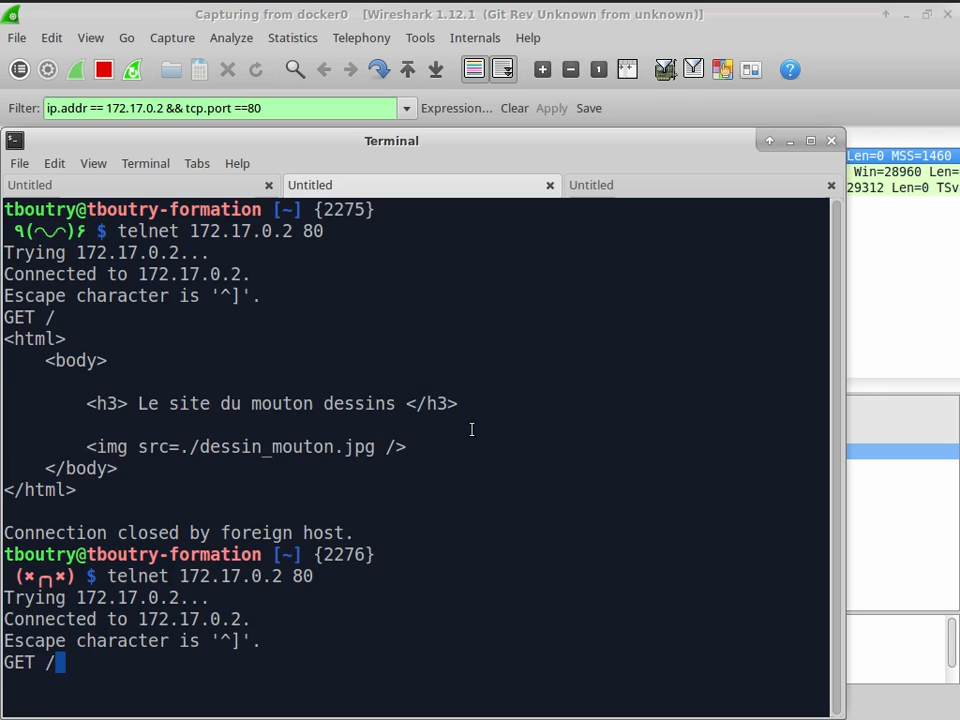 Capturing from docker0 [Wireshark 1.12.1 (Git Rev Unknown from unknown)]
File Edit View Go Capture Analyze Statistics Telephony Tools Internals Help
Filter: ip.addr == 172.17.0.2 && tcp.port ==80 Expression... Clear Apply Save
Terminal
Len=0 MSS=1460
File Edit View Terminal Tabs Help
Win=28960 Len=
Untitled Untitled Untitled
29312 Len=0 TSv
tboutry@tboutry-formation [~] {2275}
٩(◡◠)۶ $ telnet 172.17.0.2 80
Trying 172.17.0.2...
Connected to 172.17.0.2.
Escape character is '^]'.
GET /
<html>
<body>
<h3> Le site du mouton dessins </h3>
<img src=./dessin_mouton.jpg />
</body>
</html>
Connection closed by foreign host.
tboutry@tboutry-formation [~] {2276}
(✖╭╮✖) $ telnet 172.17.0.2 80
Trying 172.17.0.2...
Connected to 172.17.0.2.
Escape character is '^]'.
GET /